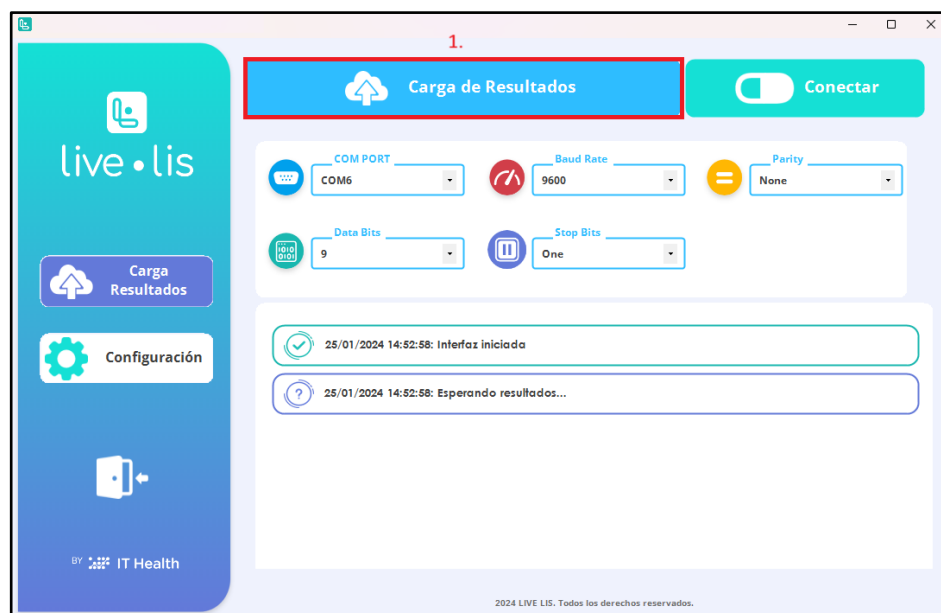 1.
Carga de Resultados
Conectar
live•lis
COM PORT
Baud Rate
Parity
COM6
9600
None
Data Bits
Stop Bits
9
One
Carga
Resultados
Configuración
25/01/2024 14:52:58: Interfaz iniciada
25/01/2024 14:52:58: Esperando resultados...
BY IT Health
2024 LIVE LIS. Todos los derechos reservados.